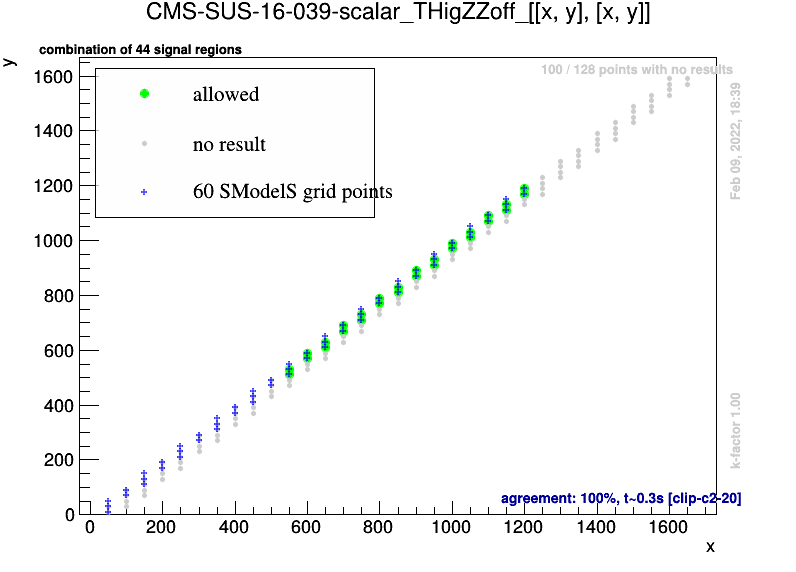 CMS-SUS-16-039-scalar_THigZZoff_[[x, y], [x, y]]
combination of 44 signal regions
y
100 / 128 points with no results
Feb 09, 2022, 18:39
allowed
no result
60 SModelS grid points
1600
1400
1200
1000
800
600
400
200
0
k-factor 1.00
agreement: 100%, t~0.3s [clip-c2-20]
0 200 400 600 800 1000 1200 1400 1600
x